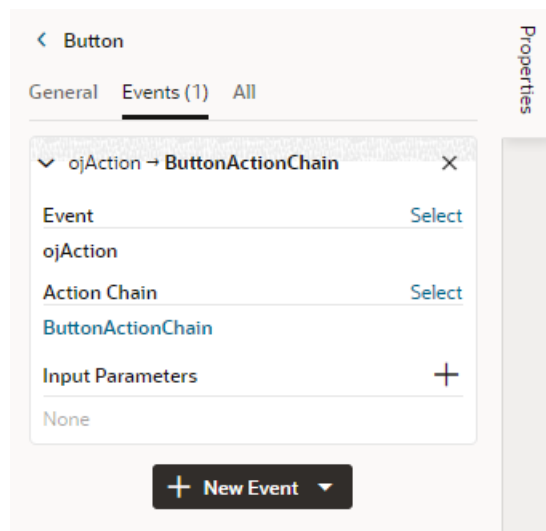 Button
Properties
General Events (1) All
ojAction → ButtonActionChain
Event Select
ojAction
Action Chain Select
ButtonActionChain
Input Parameters
None
New Event